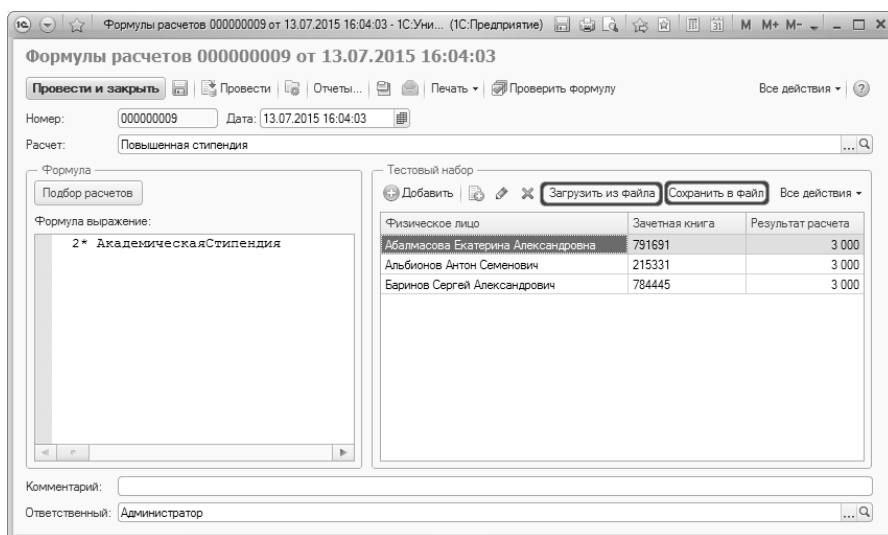 Формулы расчетов 000000009 от 13.07.2015 16:04:03 - 1С:Уни... (1С:Предприятие) 31 M M+ M-
Формулы расчетов 000000009 от 13.07.2015 16:04:03
Провести и закрыть Провести Отчеты... Печать Проверить формулу Все действия ?
Номер: 000000009 Дата: 13.07.2015 16:04:03
Расчет: Повышенная стипендия ...
Формула Тестовый набор
Подбор расчетов Добавить Загрузить из файла Сохранить в файл Все действия
Формула выражение: Физическое лицо Зачетная книга Результат расчета
2* АкадемическаяСтипендия Абалмасова Екатерина Александровна 791691 3 000
Альбионов Антон Семенович 215331 3 000
Баринов Сергей Александрович 784445 3 000
Комментарий:
Ответственный: Администратор ...